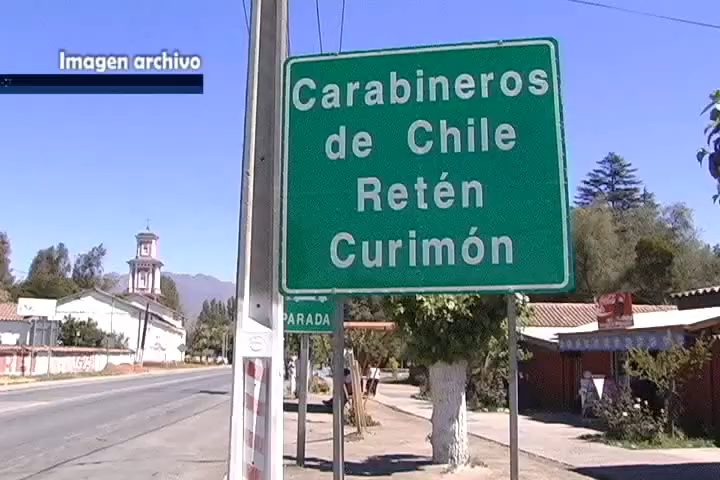 Imagen archivo
Carabineros
de Chile
Retén
Curimón
PARADA